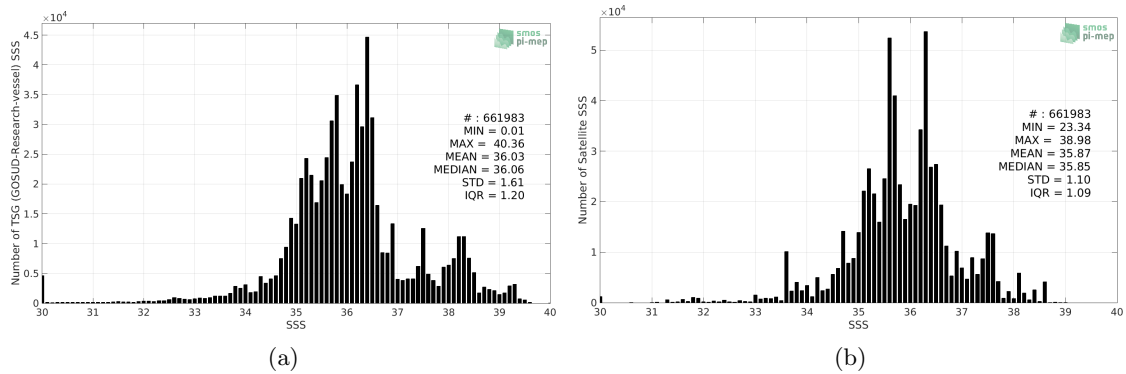 ×10⁴
smos
pi-mep
Number of TSG (GOSUD-Research-vessel) SSS
4.5
4
3.5
3
2.5
2
1.5
1
0.5
0
# : 661983
MIN = 0.01
MAX = 40.36
MEAN = 36.03
MEDIAN = 36.06
STD = 1.61
IQR = 1.20
30 31 32 33 34 35 36 37 38 39 40
SSS
(a)
×10⁴
smos
pi-mep
Number of Satellite SSS
5
4
3
2
1
0
# : 661983
MIN = 23.34
MAX = 38.98
MEAN = 35.87
MEDIAN = 35.85
STD = 1.10
IQR = 1.09
30 31 32 33 34 35 36 37 38 39 40
SSS
(b)